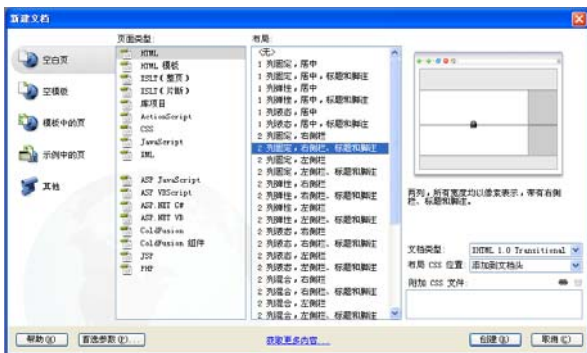 新建文档
页面类型:
布局:
空白页
空模板
模板中的页
示例中的页
其他
HTML
HTML 模板
XSLT(整页)
XSLT(片断)
库项目
ActionScript
CSS
JavaScript
XML
ASP JavaScript
ASP VBScript
ASP.NET C#
ASP.NET VB
ColdFusion
ColdFusion 组件
JSP
PHP
<无>
1 列固定,居中
1 列固定,居中,标题和脚注
1 列弹性,居中
1 列弹性,居中,标题和脚注
1 列液态,居中
1 列液态,居中,标题和脚注
2 列固定,右侧栏
2 列固定,右侧栏、标题和脚注
2 列固定,左侧栏
2 列固定,左侧栏、标题和脚注
2 列弹性,右侧栏
2 列弹性,右侧栏、标题和脚注
2 列弹性,左侧栏
2 列弹性,左侧栏、标题和脚注
2 列液态,右侧栏
2 列液态,右侧栏、标题和脚注
2 列液态,左侧栏
2 列液态,左侧栏、标题和脚注
2 列混合,右侧栏
2 列混合,右侧栏、标题和脚注
2 列混合,左侧栏
2 列混合,左侧栏、标题和脚注
两列,所有宽度均以像素表示,带有右侧
栏、标题和脚注。
文档类型: XHTML 1.0 Transitional
布局 CSS 位置: 添加到文档头
附加 CSS 文件:
帮助(H)
首选参数(P)...
获取更多内容...
创建(R)
取消(C)